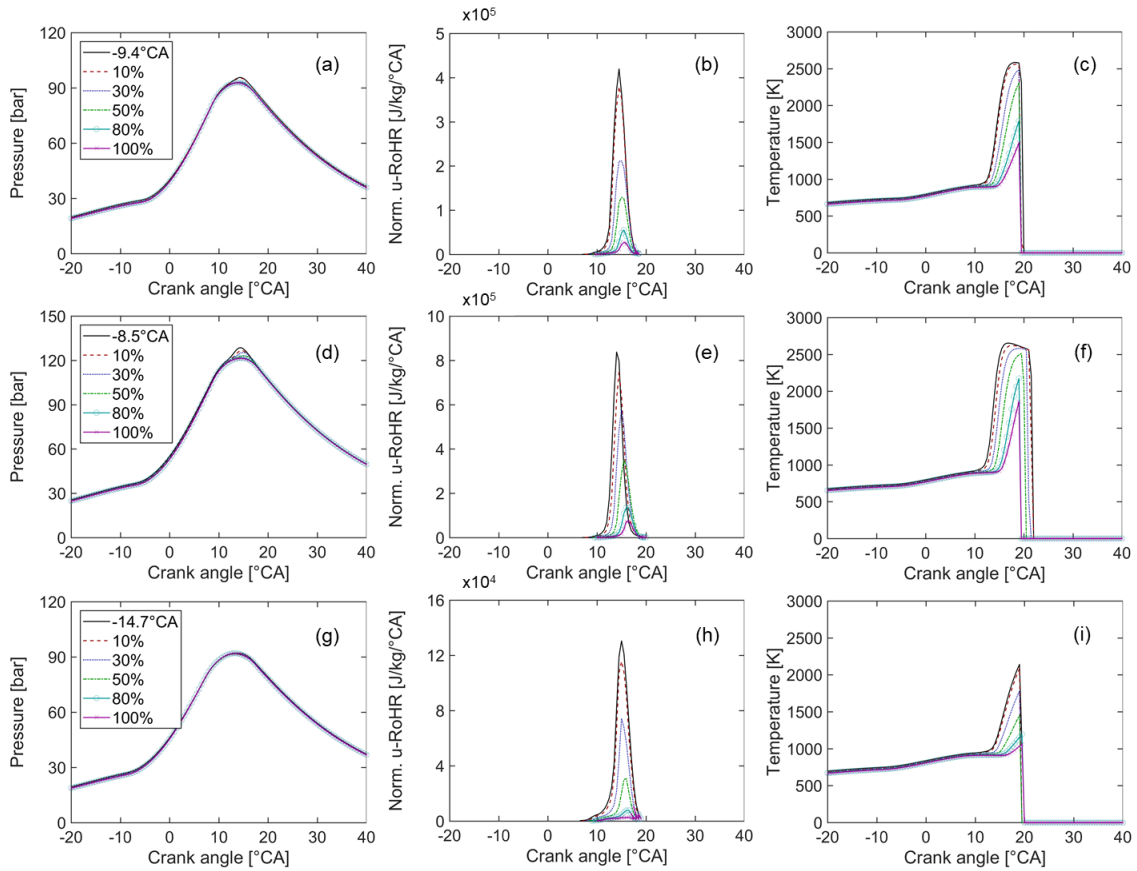 x10⁵
120
90
60
30
0
Pressure [bar]
-9.4°CA
10%
30%
50%
80%
100%
(a)
-20 -10 0 10 20 30 40
Crank angle [°CA]
5
4
3
2
1
0
Norm. u-RoHR [J/kg/°CA]
(b)
-20 -10 0 10 20 30 40
Crank angle [°CA]
3000
2500
2000
1500
1000
500
0
Temperature [K]
(c)
-20 -10 0 10 20 30 40
Crank angle [°CA]
x10⁵
150
120
90
60
30
0
Pressure [bar]
-8.5°CA
10%
30%
50%
80%
100%
(d)
-20 -10 0 10 20 30 40
Crank angle [°CA]
10
8
6
4
2
0
Norm. u-RoHR [J/kg/°CA]
(e)
-20 -10 0 10 20 30 40
Crank angle [°CA]
3000
2500
2000
1500
1000
500
0
Temperature [K]
(f)
-20 -10 0 10 20 30 40
Crank angle [°CA]
x10⁴
120
90
60
30
0
Pressure [bar]
-14.7°CA
10%
30%
50%
80%
100%
(g)
-20 -10 0 10 20 30 40
Crank angle [°CA]
16
12
8
4
0
Norm. u-RoHR [J/kg/°CA]
(h)
-20 -10 0 10 20 30 40
Crank angle [°CA]
3000
2500
2000
1500
1000
500
0
Temperature [K]
(i)
-20 -10 0 10 20 30 40
Crank angle [°CA]